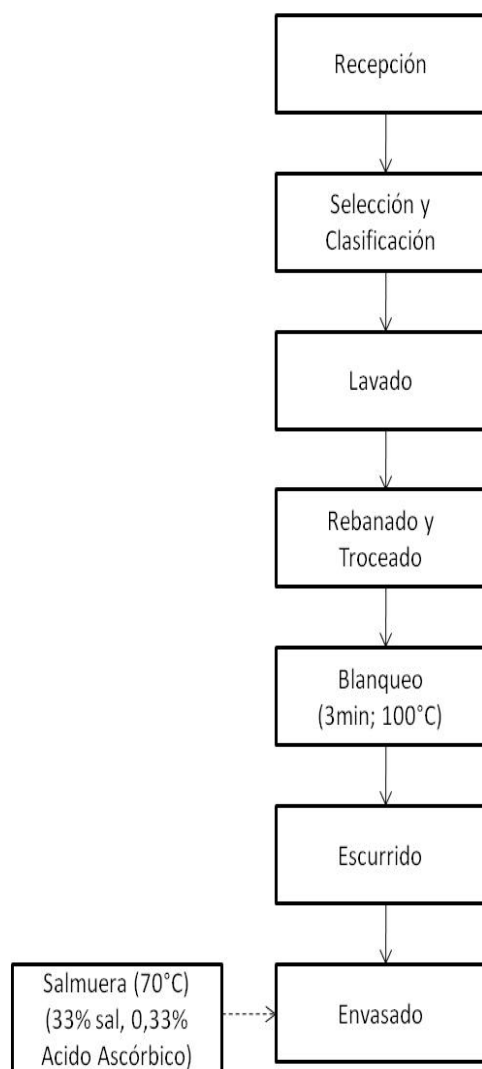 Recepción
Selección y
Clasificación
Lavado
Rebanado y
Troceado
Blanqueo
(3min; 100°C)
Escurrido
Salmuera (70°C)
(33% sal, 0,33%
Acido Ascórbico)
Envasado